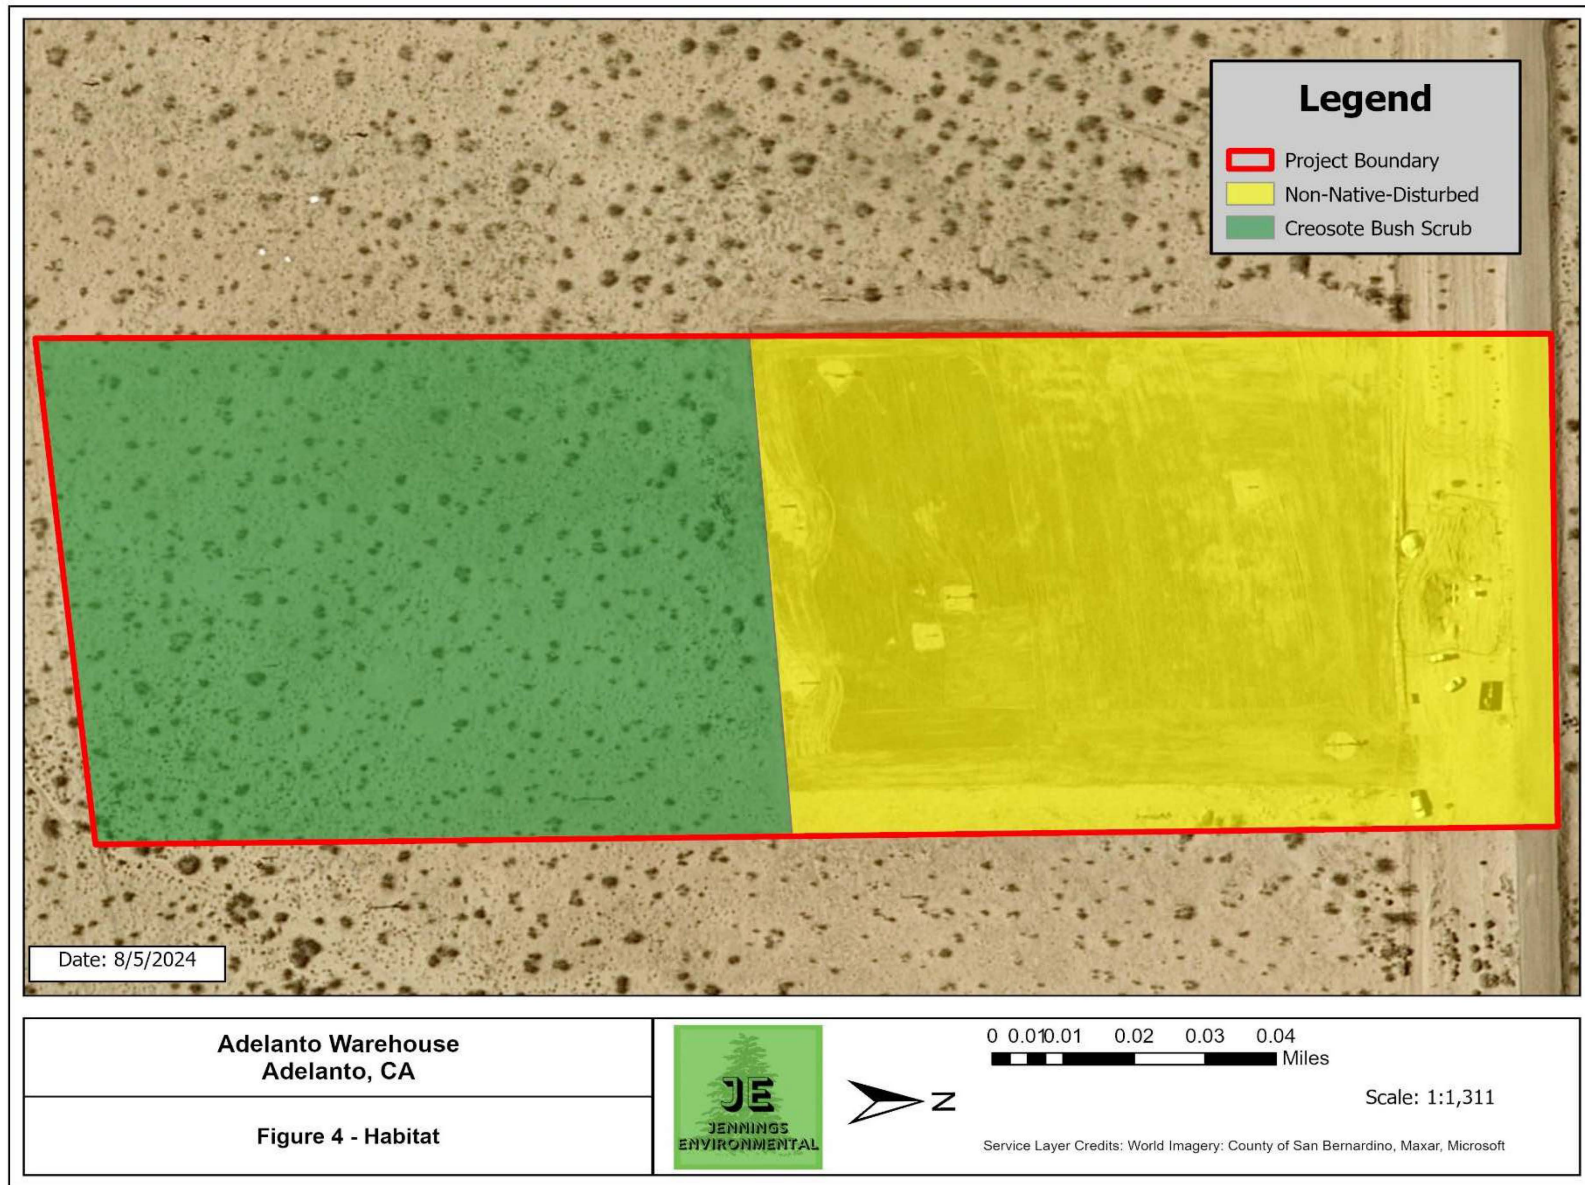 Legend
Project Boundary
Non-Native-Disturbed
Creosote Bush Scrub
Date: 8/5/2024
Adelanto Warehouse
Adelanto, CA
Figure 4 - Habitat
JE
JENNINGS
ENVIRONMENTAL
N
0 0.01 0.01 0.02 0.03 0.04
Miles
Scale: 1:1,311
Service Layer Credits: World Imagery: County of San Bernardino, Maxar, Microsoft